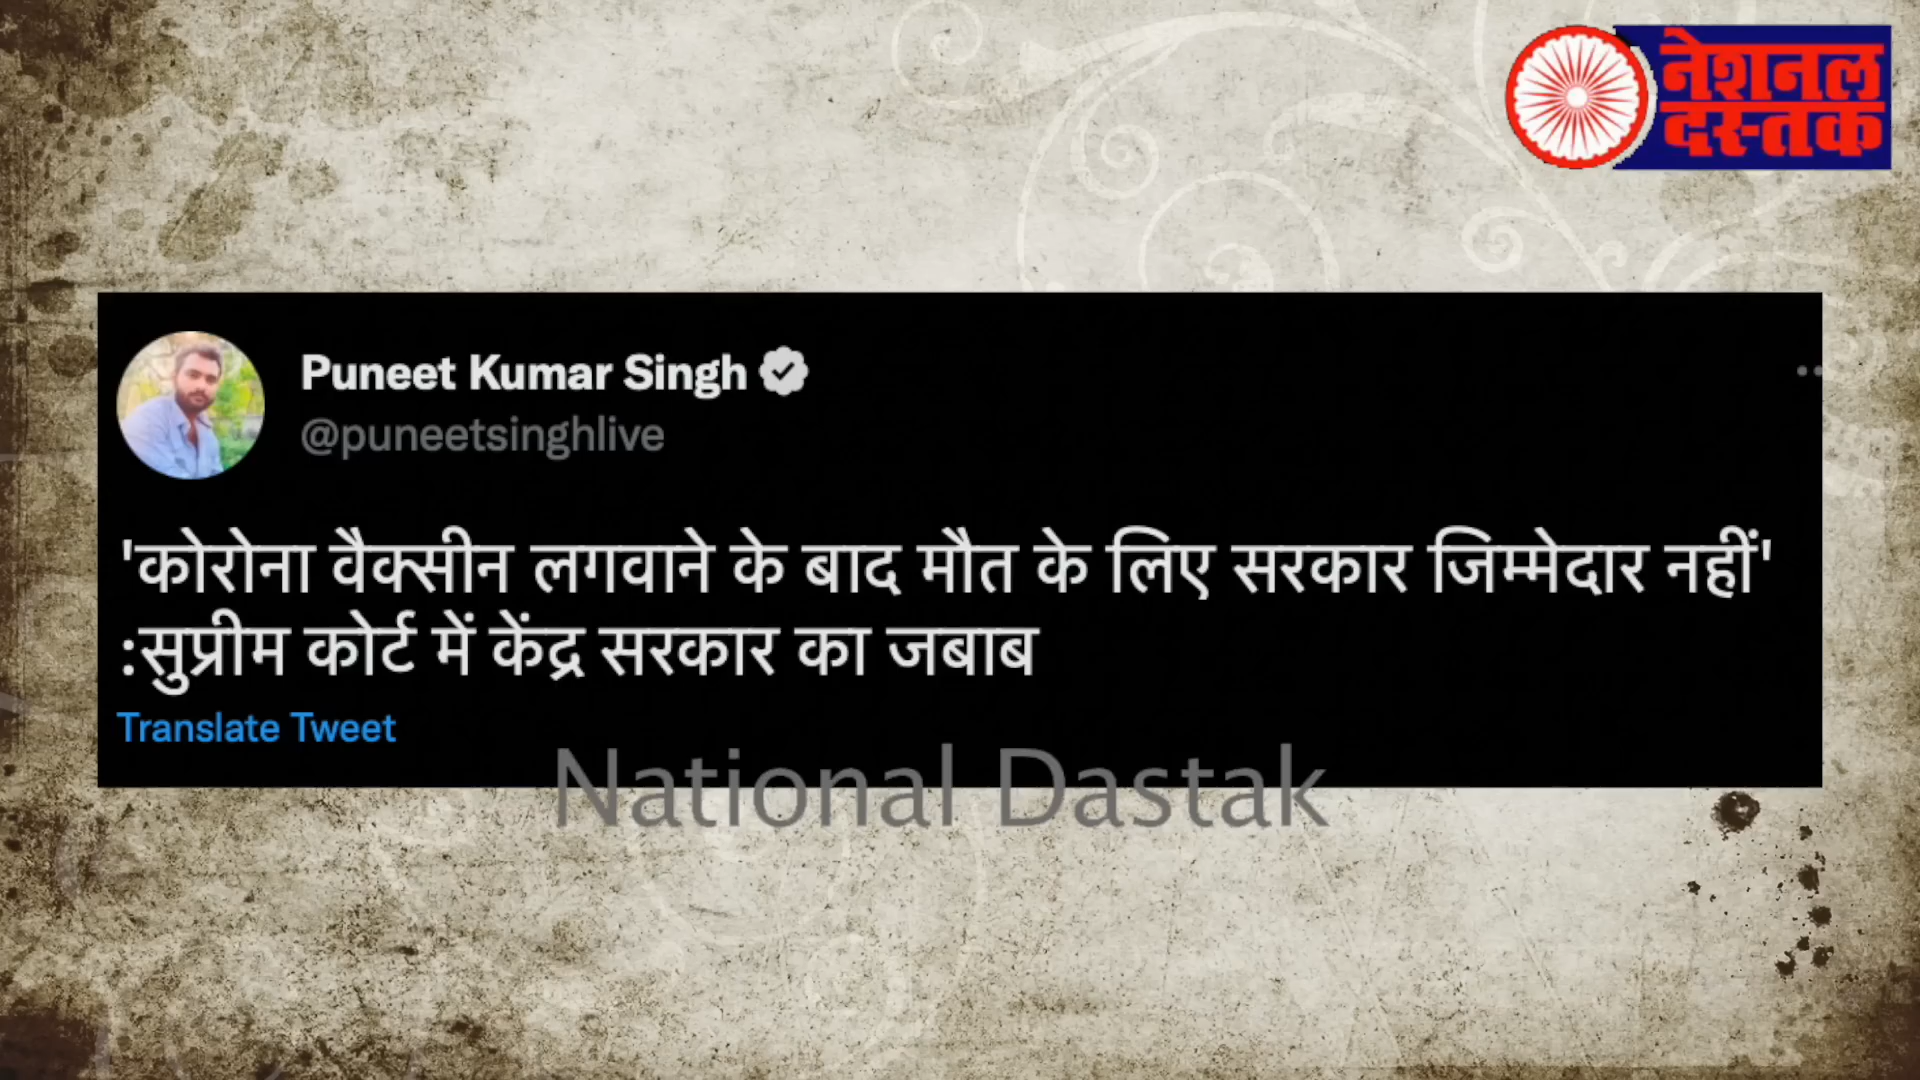 नेशनल
दस्तक
Puneet Kumar Singh
@puneetsinghlive
'कोरोना वैक्सीन लगवाने के बाद मौत के लिए सरकार जिम्मेदार नहीं'
:सुप्रीम कोर्ट में केंद्र सरकार का जबाब
Translate Tweet
National Dastak